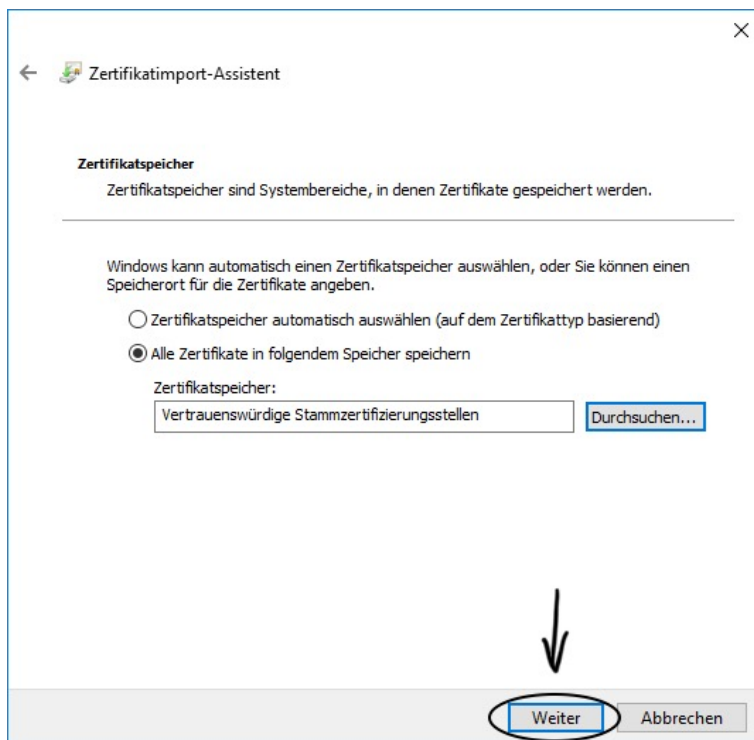 Zertifikatimport-Assistent
Zertifikatspeicher
Zertifikatspeicher sind Systembereiche, in denen Zertifikate gespeichert werden.
Windows kann automatisch einen Zertifikatspeicher auswählen, oder Sie können einen
Speicherort für die Zertifikate angeben.
Zertifikatspeicher automatisch auswählen (auf dem Zertifikattyp basierend)
Alle Zertifikate in folgendem Speicher speichern
Zertifikatspeicher:
Vertrauenswürdige Stammzertifizierungsstellen
Durchsuchen...
Weiter
Abbrechen